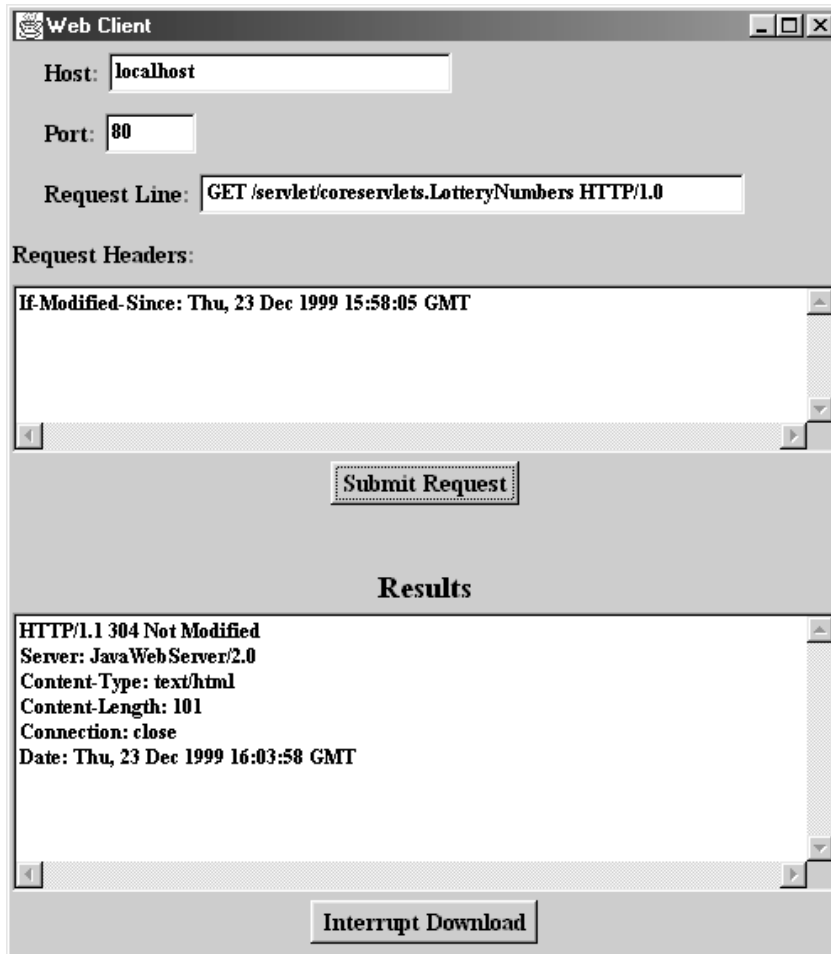 Web Client
Host: localhost
Port: 80
Request Line: GET /servlet/coreservlets.LotteryNumbers HTTP/1.0
Request Headers:
If-Modified-Since: Thu, 23 Dec 1999 15:58:05 GMT
Submit Request
Results
HTTP/1.1 304 Not Modified
Server: JavaWebServer/2.0
Content-Type: text/html
Content-Length: 101
Connection: close
Date: Thu, 23 Dec 1999 16:03:58 GMT
Interrupt Download